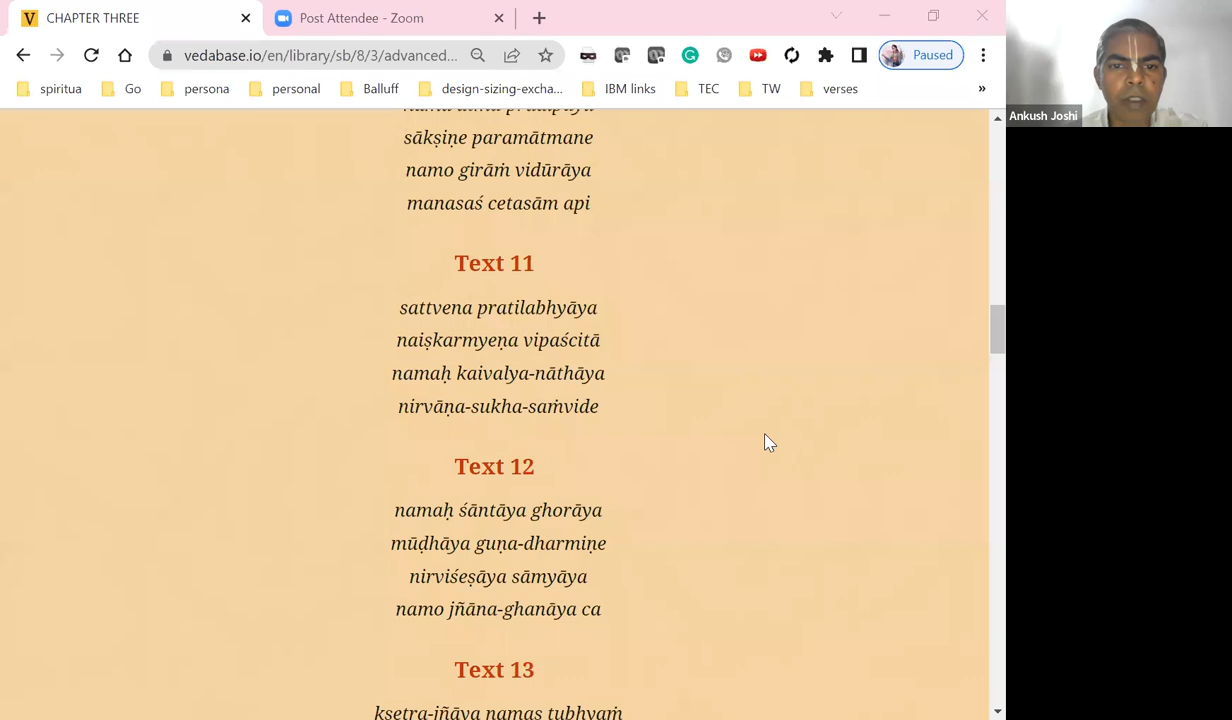 CHAPTER THREE
Post Attendee - Zoom
vedabase.io/en/library/sb/8/3/advanced...
Paused
spiritua
Go
persona
personal
Balluff
design-sizing-excha...
IBM links
TEC
TW
verses
»
Ankush Joshi
sākṣiṇe paramātmane
namo girāṁ vidūrāya
manasaś cetasām api
Text 11
sattvena pratilabhyāya
naiṣkarmyeṇa vipaścitā
namaḥ kaivalya-nāthāya
nirvāṇa-sukha-saṁvide
Text 12
namaḥ śāntāya ghorāya
mūḍhāya guṇa-dharmiṇe
nirviśeṣāya sāmyāya
namo jñāna-ghanāya ca
Text 13
kṣetra-jñāya namas tubhyaṁ